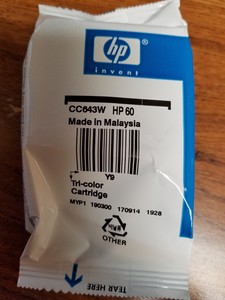 hp
invent
CC643W HP 60
Made in Malaysia
Y9
Tri-color
Cartridge
MYP1 190300 170914 1928
7
OTHER
TEAR HERE